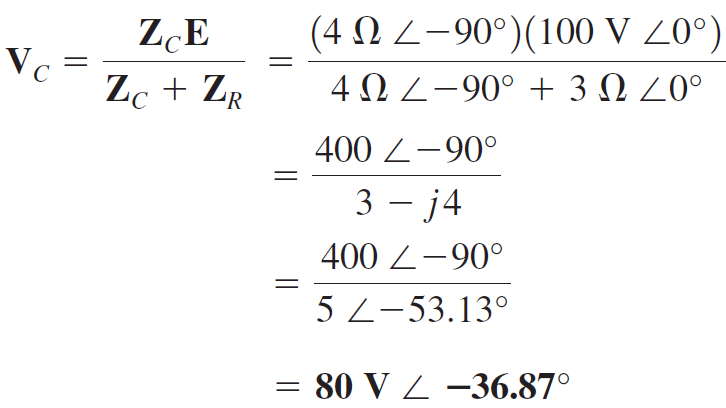 V_C = Z_C E / (Z_C + Z_R) = (4 Ω ∠−90°)(100 V ∠0°) / (4 Ω ∠−90° + 3 Ω ∠0°)
= 400 ∠−90° / (3 − j4)
= 400 ∠−90° / (5 ∠−53.13°)
= 80 V ∠ −36.87°